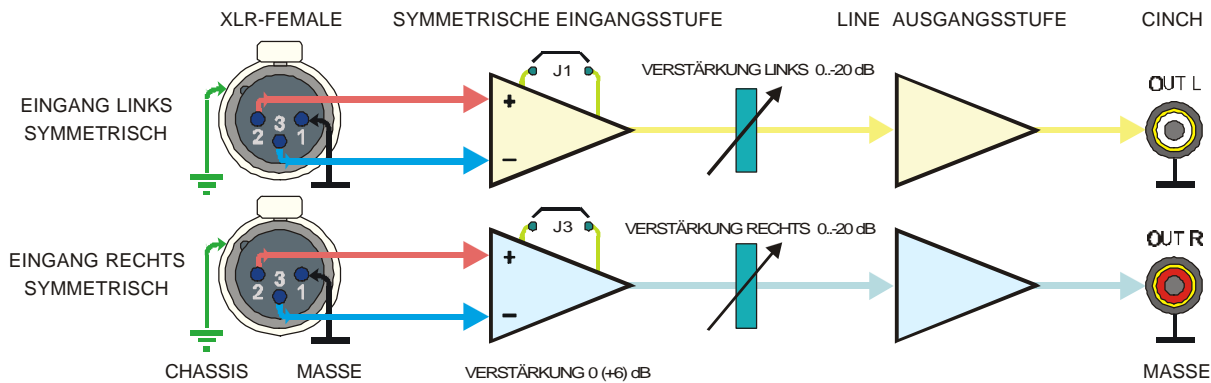 XLR-FEMALE
SYMMETRISCHE EINGANGSSTUFE
LINE AUSGANGSSTUFE
CINCH
EINGANG LINKS
SYMMETRISCH
2
3
1
+
−
J1
VERSTÄRKUNG LINKS 0..-20 dB
OUT L
EINGANG RECHTS
SYMMETRISCH
2
3
1
+
−
J3
VERSTÄRKUNG RECHTS 0..-20 dB
OUT R
CHASSIS
MASSE
VERSTÄRKUNG 0 (+6) dB
MASSE